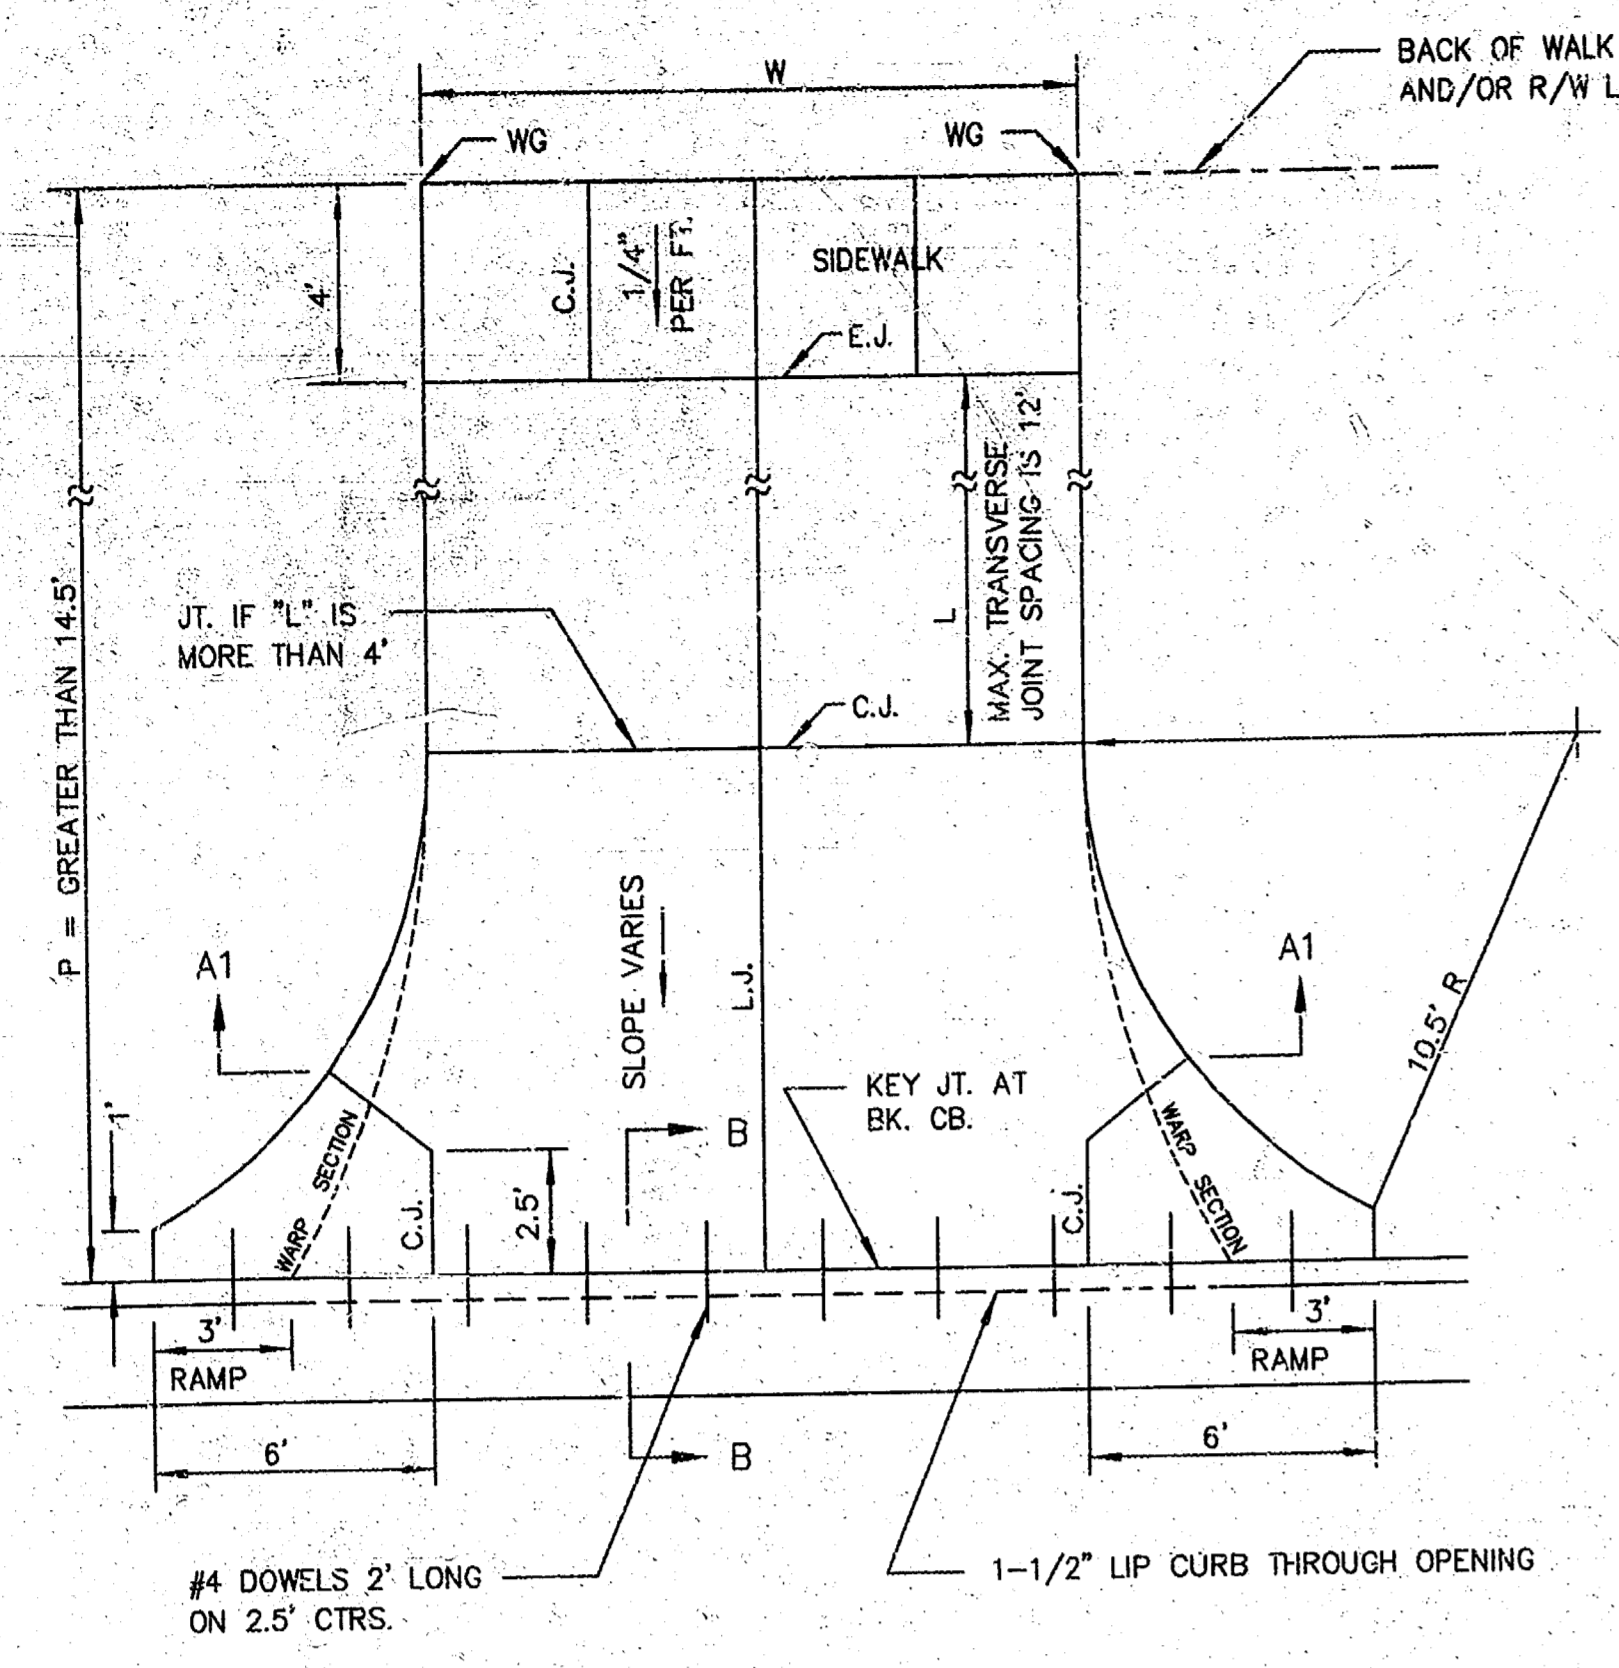 W
BACK OF WALK
AND/OR R/W L
WG
WG
4'
C.J.
1/4"
PER FT.
SIDEWALK
E.J.
P = GREATER THAN 14.5'
JT. IF "L" IS
MORE THAN 4'
L
MAX. TRANSVERSE
JOINT SPACING IS 12'
C.J.
A1
SLOPE VARIES
L.J.
A1
10.5' R
KEY JT. AT
BK. CB.
B
1'
WARP SECTION
C.J.
2.5'
C.J.
WARP SECTION
3'
RAMP
3'
RAMP
6'
B
6'
#4 DOWELS 2' LONG
ON 2.5' CTRS.
1-1/2" LIP CURB THROUGH OPENING